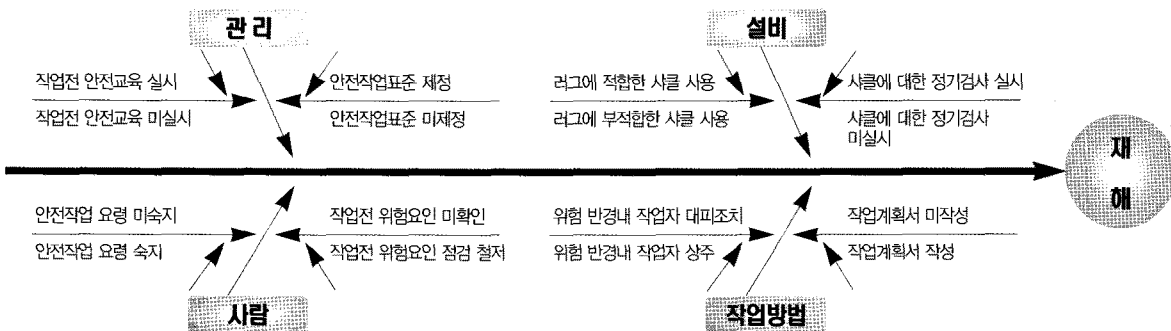 관리
설비
작업전 안전교육 실시
안전작업표준 제정
러그에 적합한 샤클 사용
샤클에 대한 정기검사 실시
작업전 안전교육 미실시
안전작업표준 미제정
러그에 부적합한 샤클 사용
샤클에 대한 정기검사
미실시
재
해
안전작업 요령 미숙지
작업전 위험요인 미확인
위험 반경내 작업자 대피조치
작업계획서 미작성
안전작업 요령 숙지
작업전 위험요인 점검 철저
위험 반경내 작업자 상주
작업계획서 작성
사람
작업방법